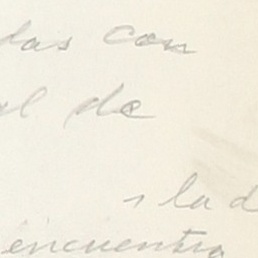 das con
l de
s la d
encuentra